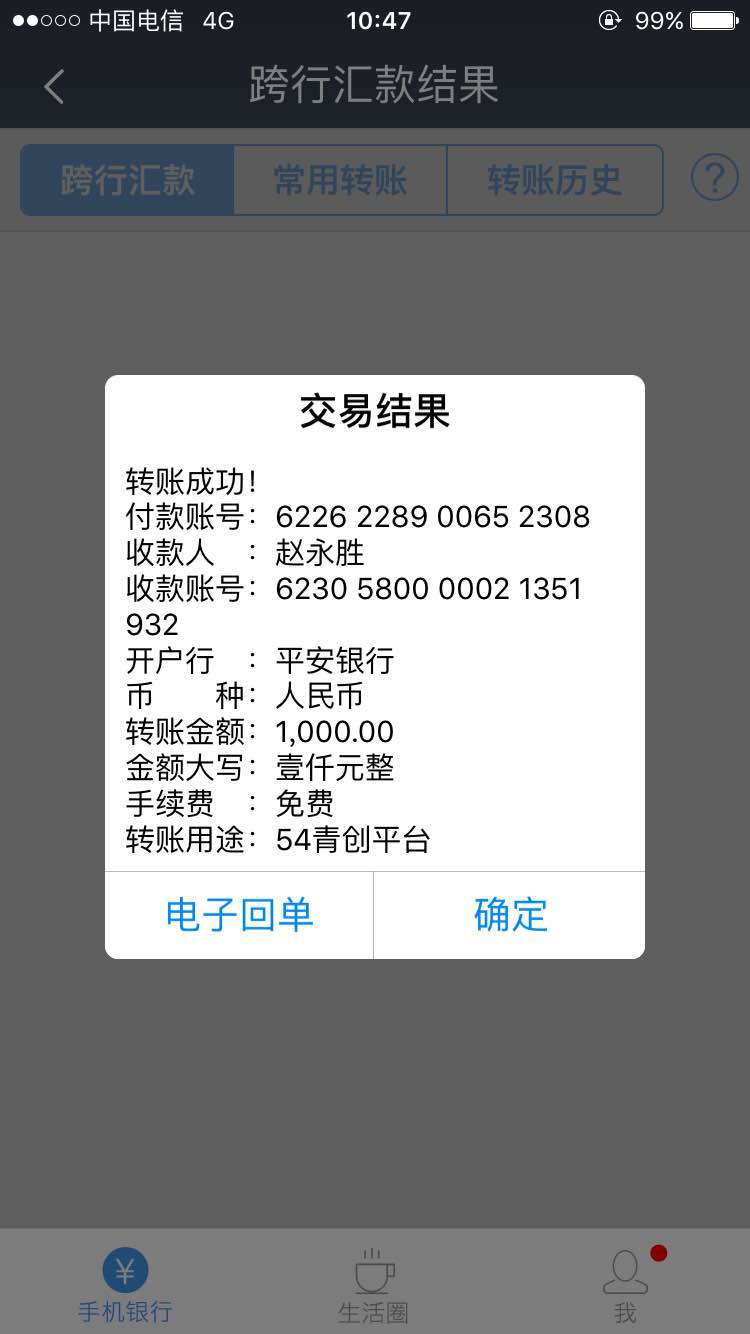 中国电信 4G 10:47 99%
跨行汇款结果
跨行汇款 常用转账 转账历史 ?
交易结果
转账成功!
付款账号: 6226 2289 0065 2308
收款人 : 赵永胜
收款账号: 6230 5800 0002 1351
932
开户行 : 平安银行
币 种: 人民币
转账金额: 1,000.00
金额大写: 壹仟元整
手续费 : 免费
转账用途: 54青创平台
电子回单 确定
¥
手机银行 生活圈 我